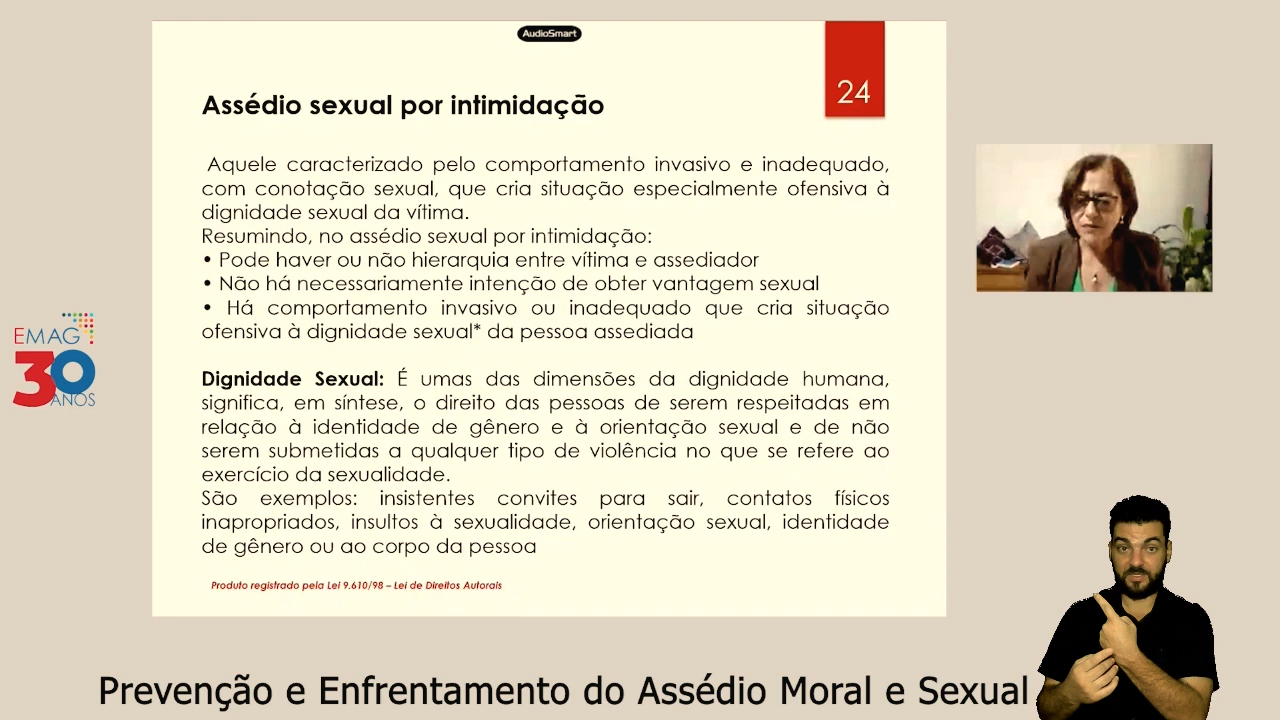 AudioSmart
24
Assédio sexual por intimidação
Aquele caracterizado pelo comportamento invasivo e inadequado,
com conotação sexual, que cria situação especialmente ofensiva à
dignidade sexual da vítima.
Resumindo, no assédio sexual por intimidação:
• Pode haver ou não hierarquia entre vítima e assediador
• Não há necessariamente intenção de obter vantagem sexual
• Há comportamento invasivo ou inadequado que cria situação
ofensiva à dignidade sexual* da pessoa assediada
Dignidade Sexual: É umas das dimensões da dignidade humana,
significa, em síntese, o direito das pessoas de serem respeitadas em
relação à identidade de gênero e à orientação sexual e de não
serem submetidas a qualquer tipo de violência no que se refere ao
exercício da sexualidade.
São exemplos: insistentes convites para sair, contatos físicos
inapropriados, insultos à sexualidade, orientação sexual, identidade
de gênero ou ao corpo da pessoa
Produto registrado pela Lei 9.610/98 – Lei de Direitos Autorais
EMAG
30
ANOS
Prevenção e Enfrentamento do Assédio Moral e Sexual